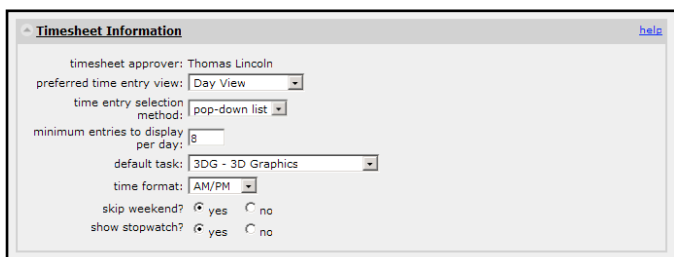 Timesheet Information help
timesheet approver: Thomas Lincoln
preferred time entry view: Day View
time entry selection
method: pop-down list
minimum entries to display
per day: 8
default task: 3DG - 3D Graphics
time format: AM/PM
skip weekend? yes no
show stopwatch? yes no